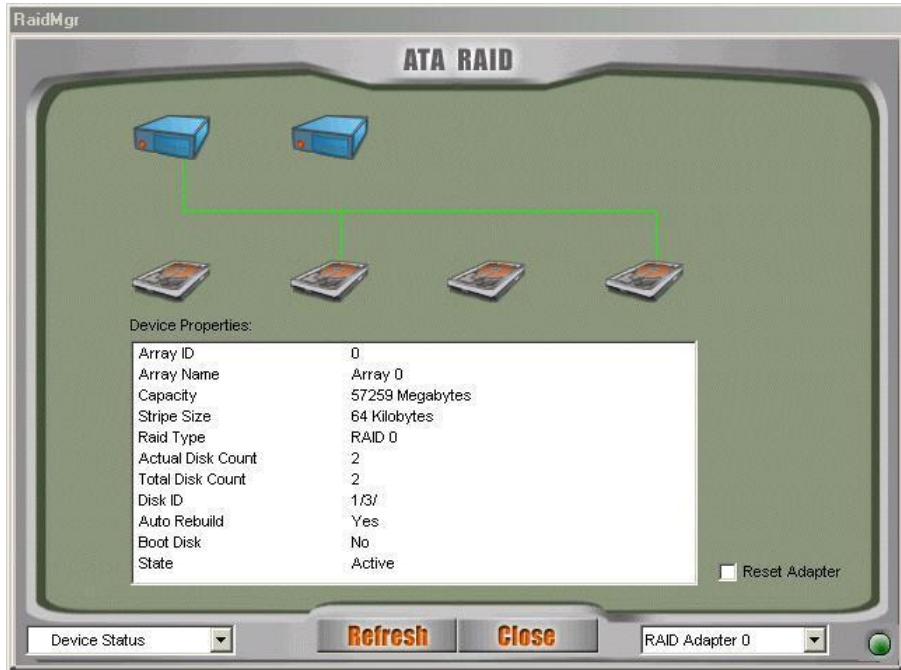 RaidMgr
ATA RAID
Device Properties:
Array ID 0
Array Name Array 0
Capacity 57259 Megabytes
Stripe Size 64 Kilobytes
Raid Type RAID 0
Actual Disk Count 2
Total Disk Count 2
Disk ID 1/3/
Auto Rebuild Yes
Boot Disk No
State Active
Reset Adapter
Device Status Refresh Close RAID Adapter 0